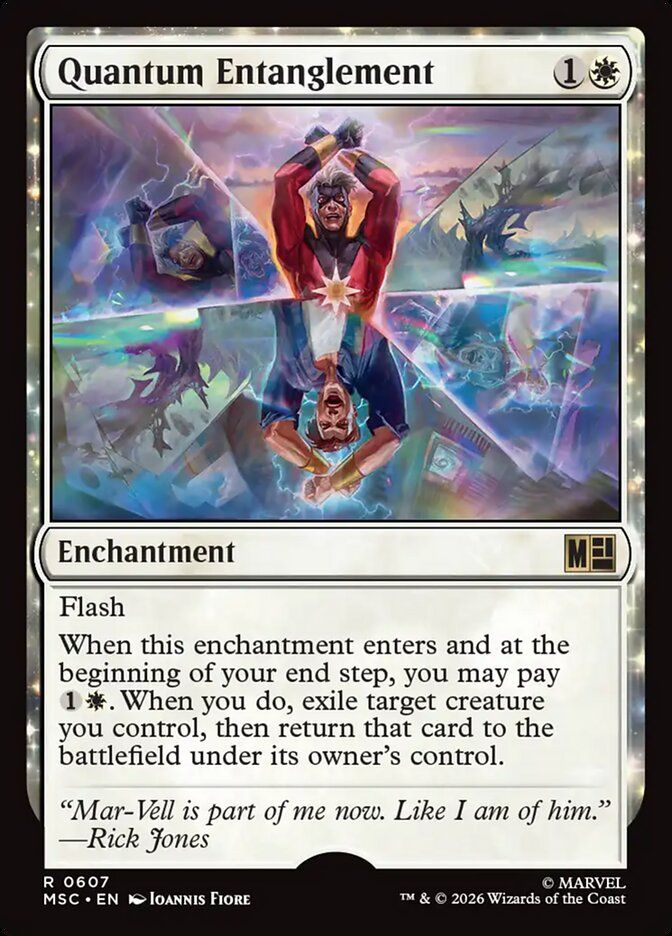 Quantum Entanglement 1
Enchantment
Flash
When this enchantment enters and at the
beginning of your end step, you may pay
1 . When you do, exile target creature
you control, then return that card to the
battlefield under its owner's control.
“Mar-Vell is part of me now. Like I am of him.”
—Rick Jones
R 0607
MSC • EN Ioannis Fiore
© MARVEL
™ & © 2026 Wizards of the Coast